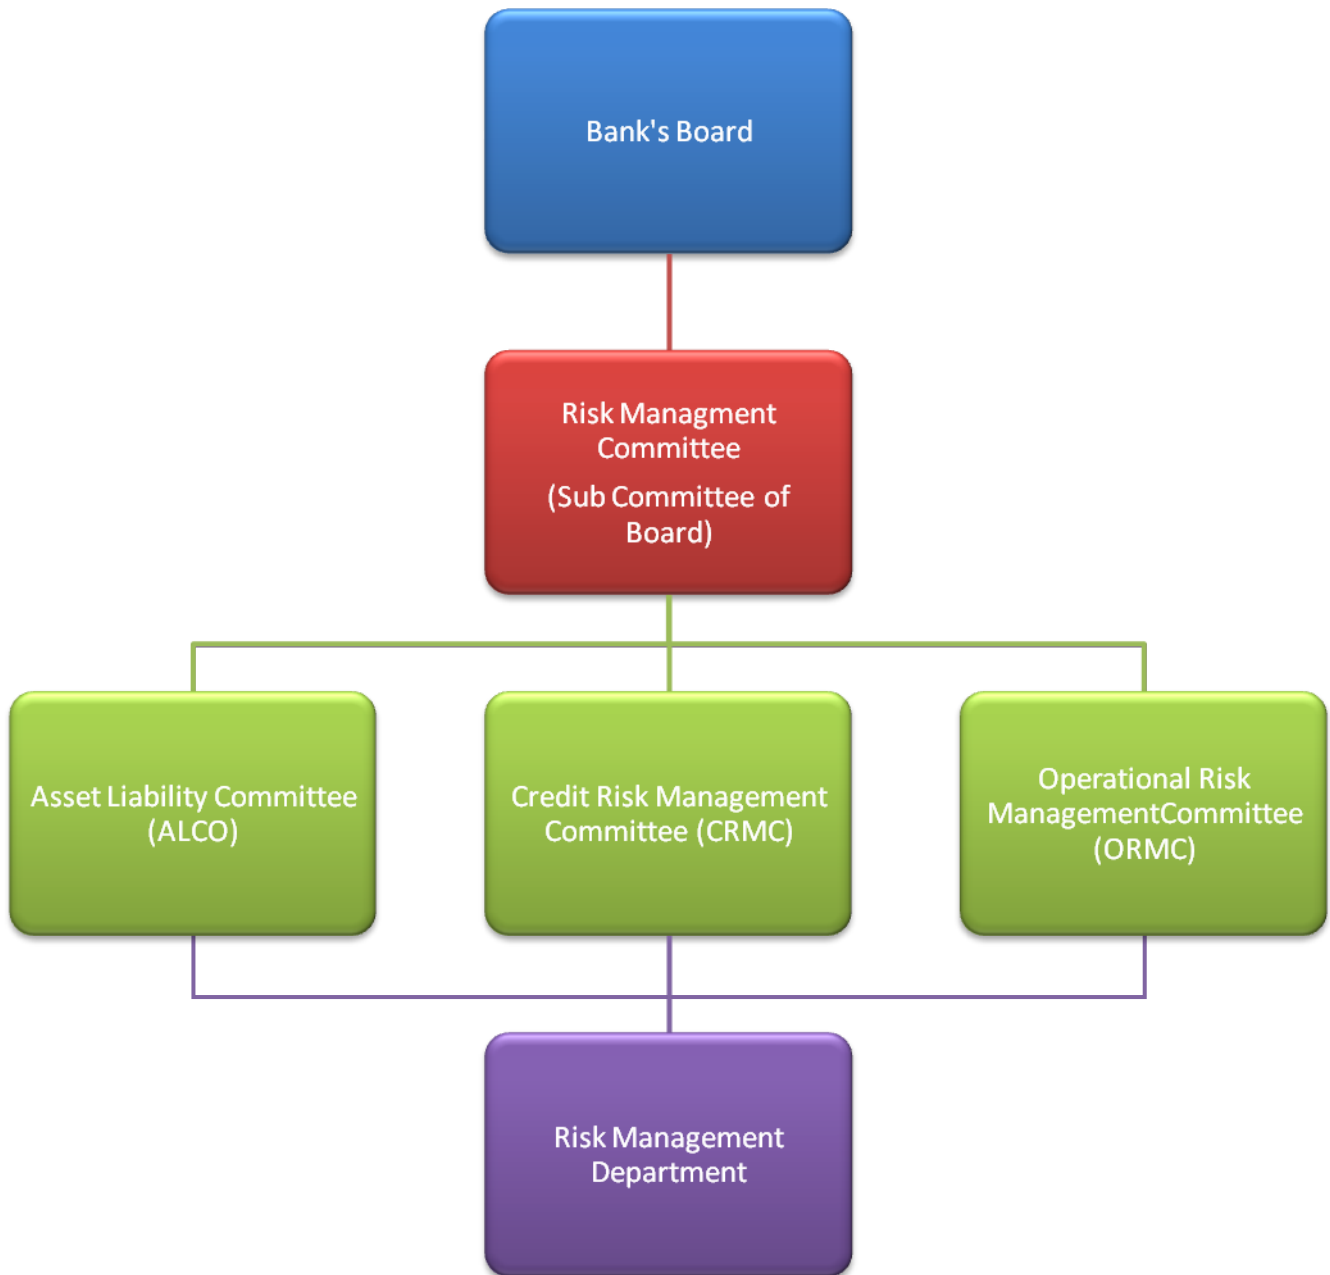 Bank's Board
Risk Managment
Committee
(Sub Committee of
Board)
Asset Liability Committee
(ALCO)
Credit Risk Management
Committee (CRMC)
Operational Risk
ManagementCommittee
(ORMC)
Risk Management
Department